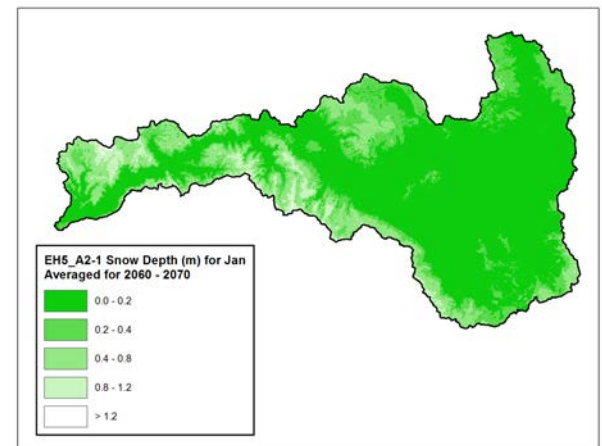 EH5_A2-1 Snow Depth (m) for Jan
Averaged for 2060 - 2070
0.0 - 0.2
0.2 - 0.4
0.4 - 0.8
0.8 - 1.2
> 1.2